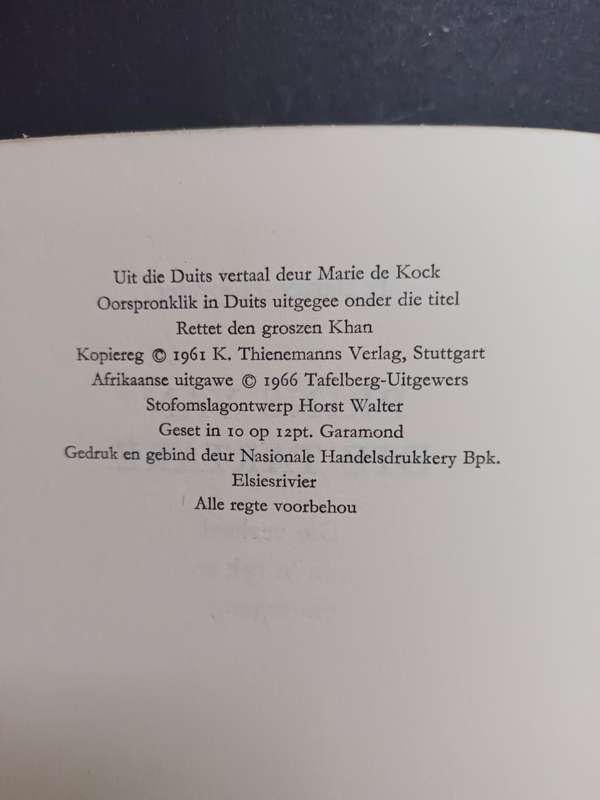 Uit die Duits vertaal deur Marie de Kock
Oorspronklik in Duits uitgegee onder die titel
Rettet den groszen Khan
Kopiereg © 1961 K. Thienemanns Verlag, Stuttgart
Afrikaanse uitgawe © 1966 Tafelberg-Uitgewers
Stofomslagontwerp Horst Walter
Geset in 10 op 12pt. Garamond
Gedruk en gebind deur Nasionale Handelsdrukkery Bpk.
Elsiesrivier
Alle regte voorbehou